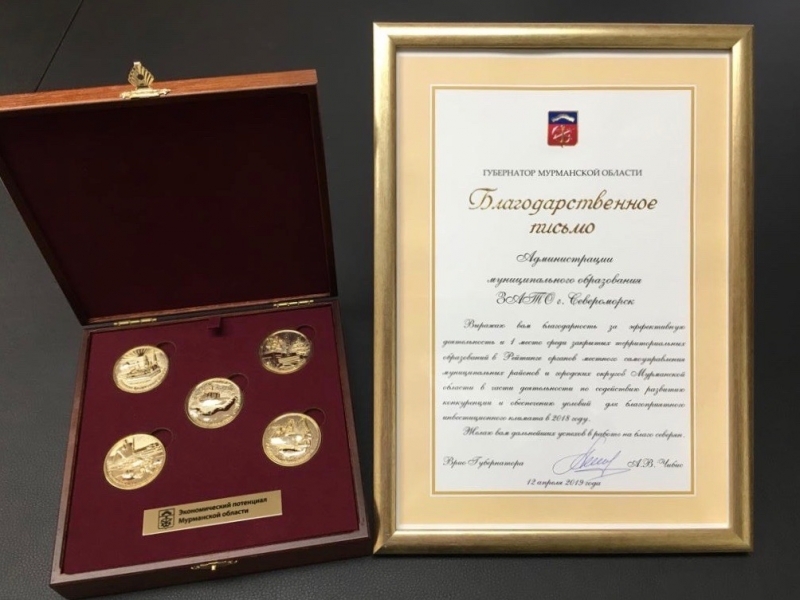 Экономический потенциал
Мурманской области
ГУБЕРНАТОР МУРМАНСКОЙ ОБЛАСТИ
Благодарственное
письмо
Администрации
муниципального образования
ЗАТО г. Североморск
Выражаю вам благодарность за эффективную
деятельность и 1 место среди закрытых территориальных
образований в Рейтинге органов местного самоуправления
муниципальных районов и городских округов Мурманской
области в части деятельности по содействию развитию
конкуренции и обеспечению условий для благоприятного
инвестиционного климата в 2018 году.
Желаю вам дальнейших успехов в работе на благо северян.
Врио Губернатора
А.В. Чибис
12 апреля 2019 года